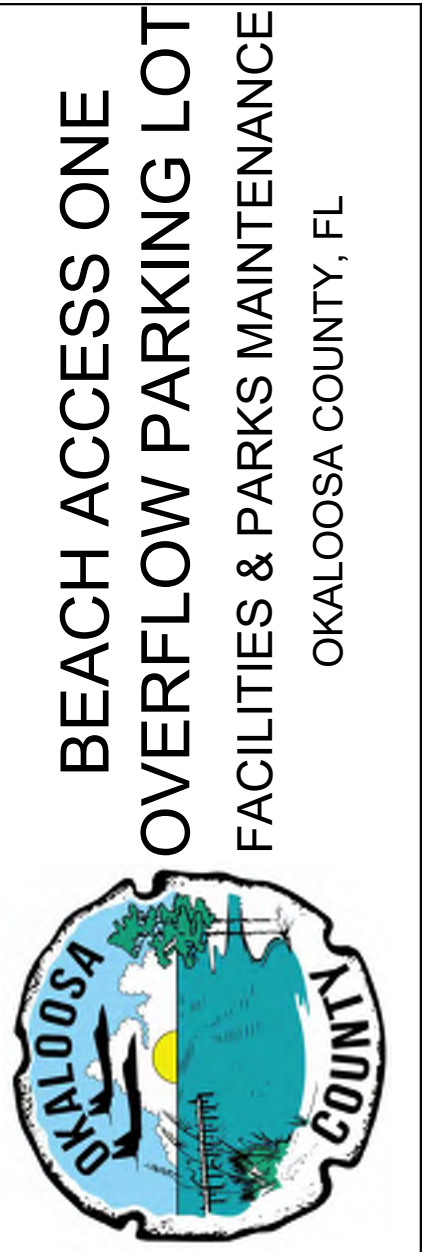 BEACH ACCESS ONE
OVERFLOW PARKING LOT
FACILITIES & PARKS MAINTENANCE
OKALOOSA COUNTY, FL
OKALOOSA
COUNTY